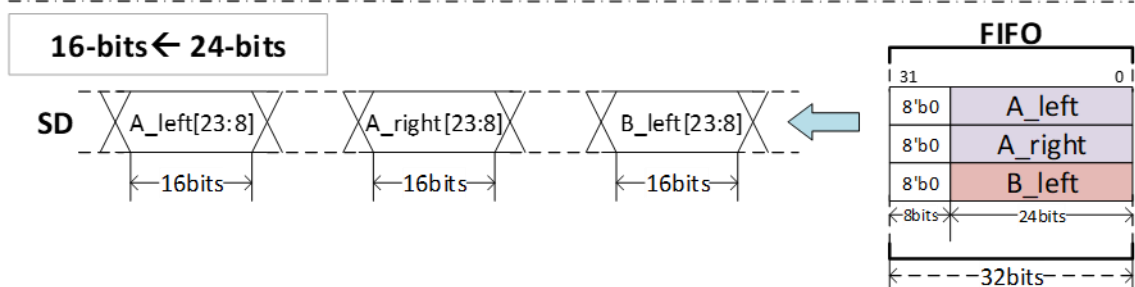 16-bits← 24-bits
FIFO
31 0
SD A_left[23:8] A_right[23:8] B_left[23:8]
8'b0 A_left
8'b0 A_right
8'b0 B_left
16bits 16bits 16bits
8bits 24bits
32bits